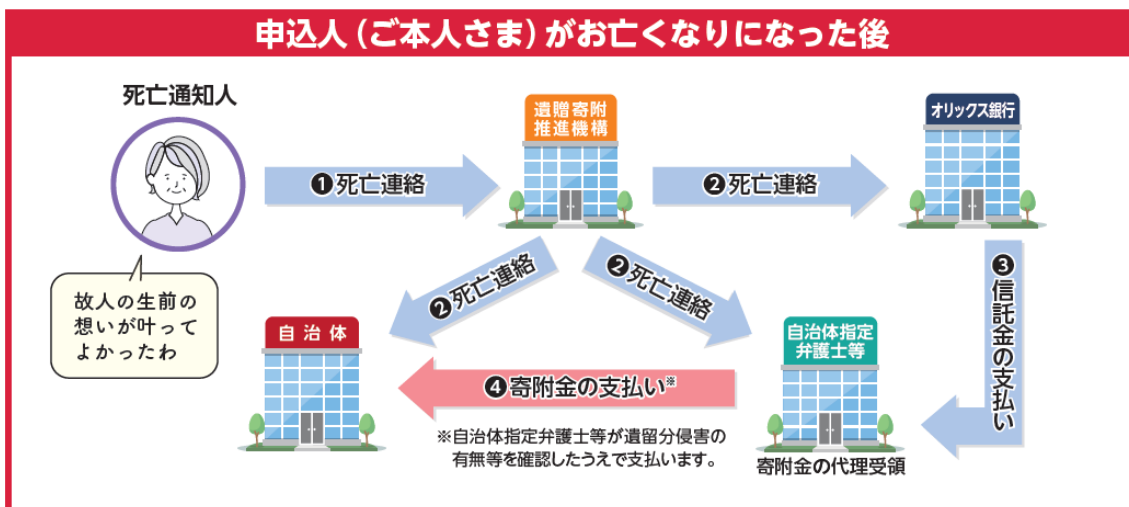 申込人（ご本人さま）がお亡くなりになった後
死亡通知人
遺贈寄附
推進機構
オリックス銀行
❶死亡連絡
❷死亡連絡
❷死亡連絡
❷死亡連絡
❸信託金の支払い
故人の生前の
想いが叶って
よかったわ
自治体
自治体指定
弁護士等
❹寄附金の支払い※
※自治体指定弁護士等が遺留分侵害の
有無等を確認したうえで支払います。
寄附金の代理受領